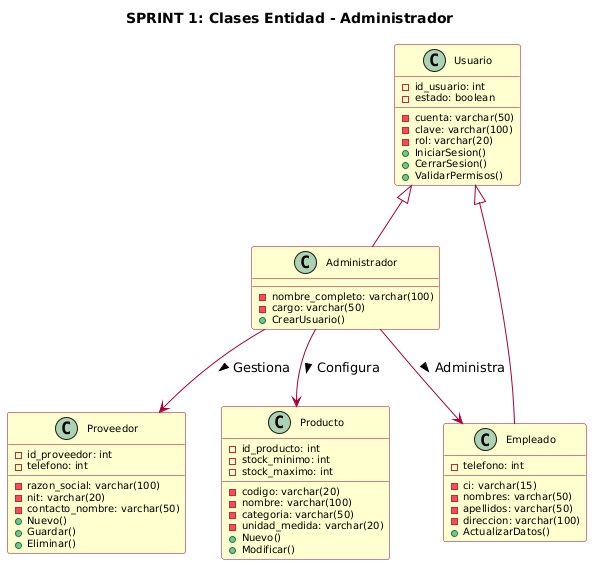 SPRINT 1: Clases Entidad - Administrador
C Usuario
id_usuario: int
estado: boolean
cuenta: varchar(50)
clave: varchar(100)
rol: varchar(20)
IniciarSesion()
CerrarSesion()
ValidarPermisos()
C Administrador
nombre_completo: varchar(100)
cargo: varchar(50)
CrearUsuario()
Gestiona
Configura
Administra
C Proveedor
id_proveedor: int
telefono: int
razon_social: varchar(100)
nit: varchar(20)
contacto_nombre: varchar(50)
Nuevo()
Guardar()
Eliminar()
C Producto
id_producto: int
stock_minimo: int
stock_maximo: int
codigo: varchar(20)
nombre: varchar(100)
categoria: varchar(50)
unidad_medida: varchar(20)
Nuevo()
Modificar()
C Empleado
telefono: int
ci: varchar(15)
nombres: varchar(50)
apellidos: varchar(50)
direccion: varchar(100)
ActualizarDatos()